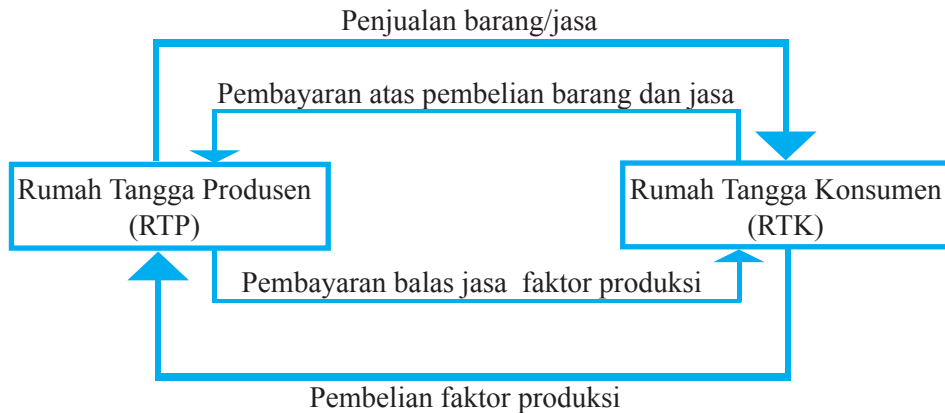 Penjualan barang/jasa
Pembayaran atas pembelian barang dan jasa
Rumah Tangga Produsen
(RTP)
Rumah Tangga Konsumen
(RTK)
Pembayaran balas jasa faktor produksi
Pembelian faktor produksi